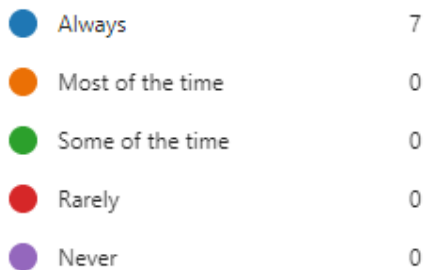 Always 7
Most of the time 0
Some of the time 0
Rarely 0
Never 0